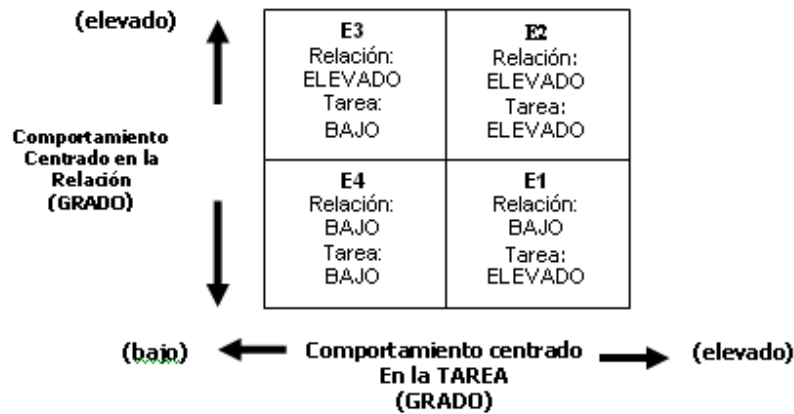 (elevado)
E3
Relación:
ELEVADO
Tarea:
BAJO
E2
Relación:
ELEVADO
Tarea:
ELEVADO
Comportamiento
Centrado en la
Relación
(GRADO)
E4
Relación:
BAJO
Tarea:
BAJO
E1
Relación:
BAJO
Tarea:
ELEVADO
(bajo)
Comportamiento centrado
En la TAREA
(GRADO)
(elevado)